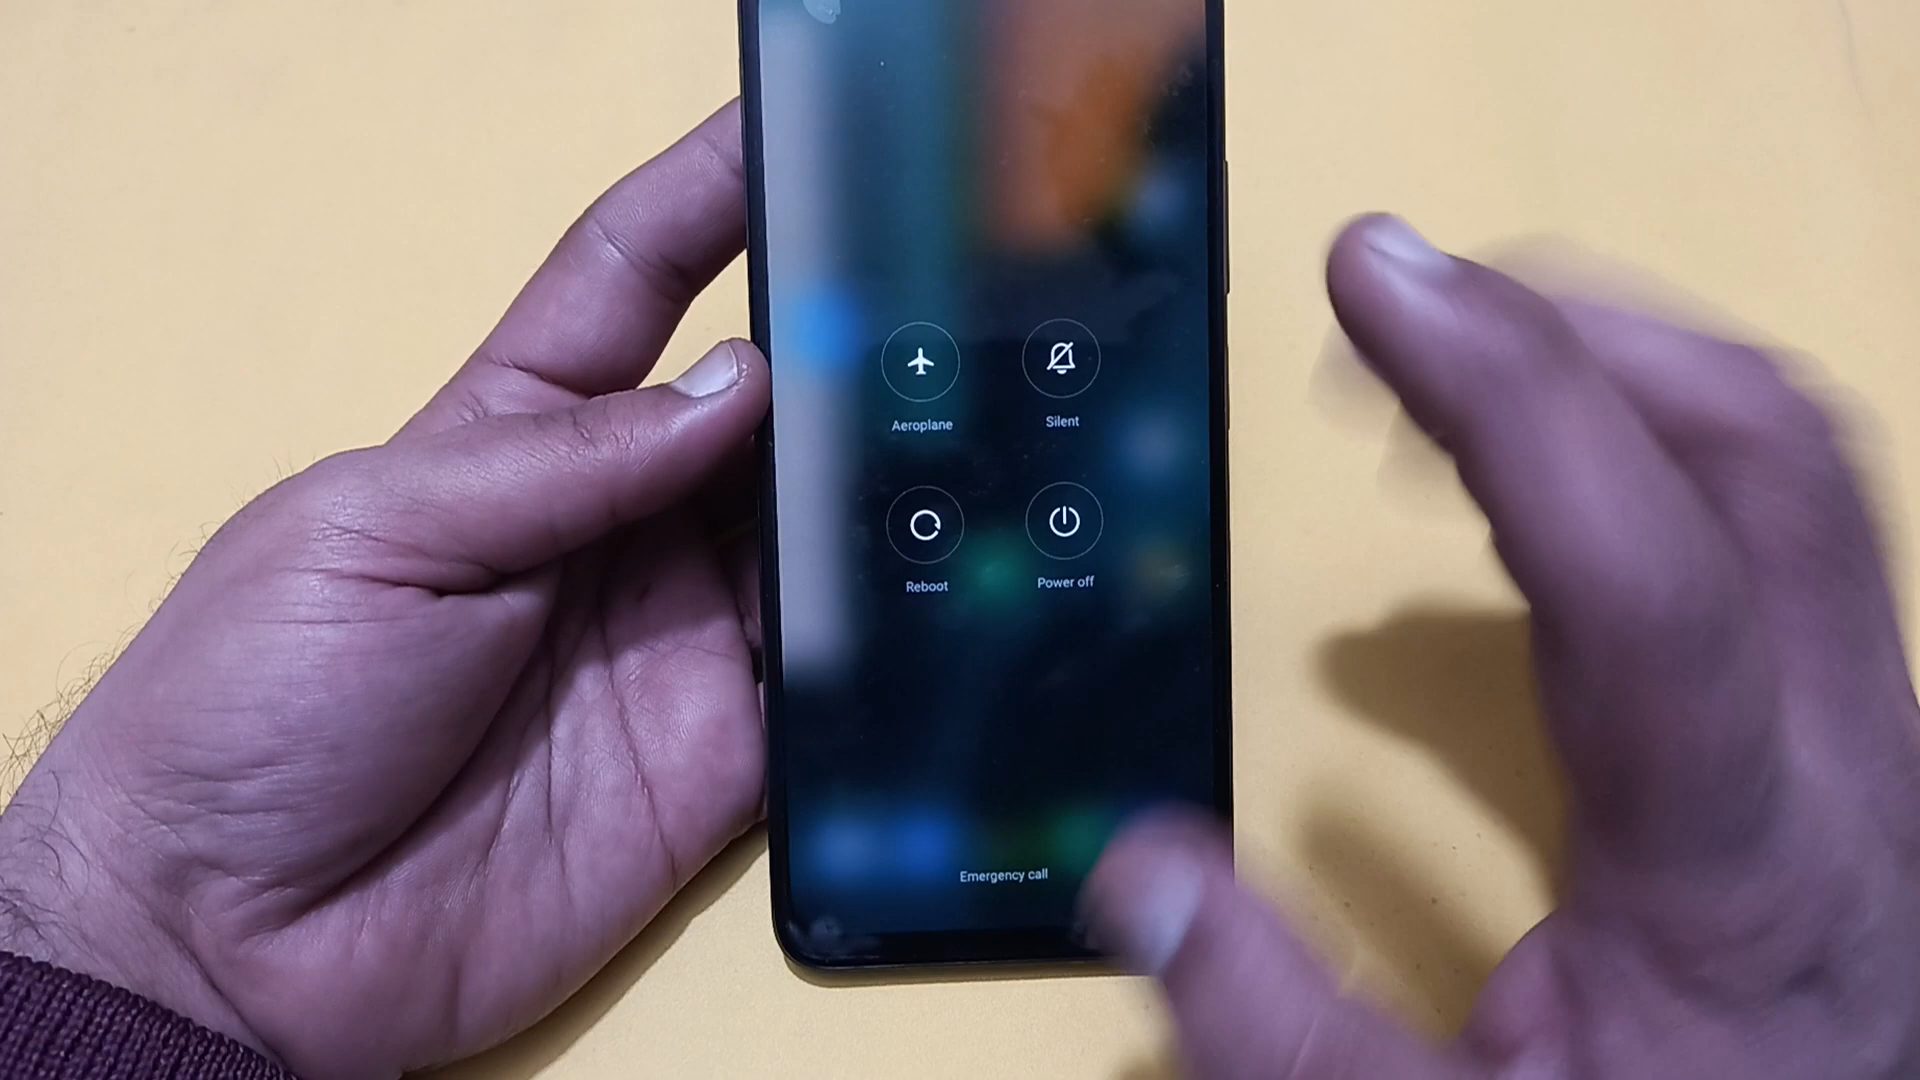 Aeroplane
Silent
Reboot
Power off
Emergency call